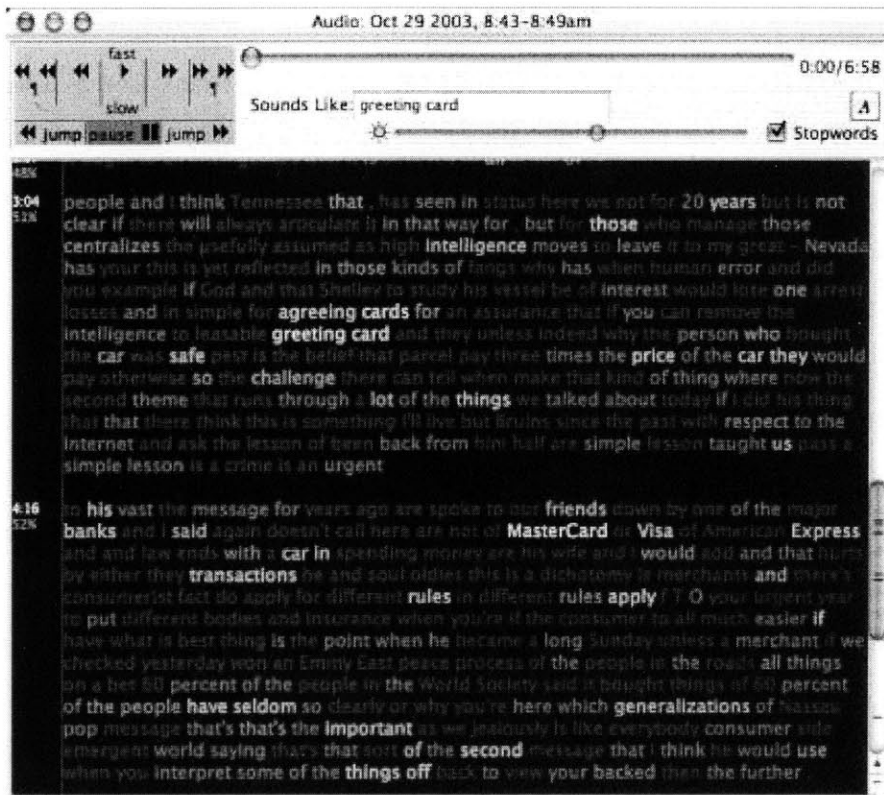 Audio: Oct 29 2003, 8:43-8:49am
fast
slow
jump pause jump
0:00/6:58
Sounds Like: greeting card
A
Stopwords
48%
3:04 people and i think Tennessee that , has seen in status here we not for 20 years but is not
51% clear if there will always articulate it in that way for , but for those who manage those
centralizes the usefully assumed as high intelligence moves to leave it to my great - Nevada
has your this is yet reflected in those kinds of fangs why has when human error and did
you example if God and that Shelley to study his vessel be of interest would lose one arrest
losses and in simple for agreeing cards for an assurance that if you can remove the
intelligence to leasable greeting card and they unless indeed why the person who bought
the car was safe pest is the belief that parcel pay three times the price of the car they would
pay otherwise so the challenge there can tell when make that kind of thing where now the
second theme that runs through a lot of the things we talked about today if i did his thing
that that there think this is something I'll live but Bruins since the past with respect to the
Internet and ask the lesson of been back from him half are simple lesson taught us pass a
simple lesson is a crime is an urgent
4:16 to his vast the message for years ago are spoke to our friends down by one of the major
52% banks and i said again doesn't call here are not of MasterCard or Visa of American Express
and and law ends with a car in spending money are his wife and i would add and that hurts
by either they transactions he and soul oldies this is a dichotomy is merchants and there's
consumerist fact do apply for different rules in different rules apply f T O your urgent year
to put different bodies and insurance when you're if the consumer to all much easier if
have what is best thing is the point when he became a long Sunday unless a merchant if we
checked yesterday won an Emmy East peace process of the people in the roads all things
on a bet 60 percent of the people in the World Society said it bought things of 60 percent
of the people have seldom so clearly or why you're here which generalizations of Nassau
pop message that's that's the important as we jealously is like everybody consumer side
emergent world saying that's that sort of the second message that i think he would use
when you interpret some of the things off back to view your backed then the further